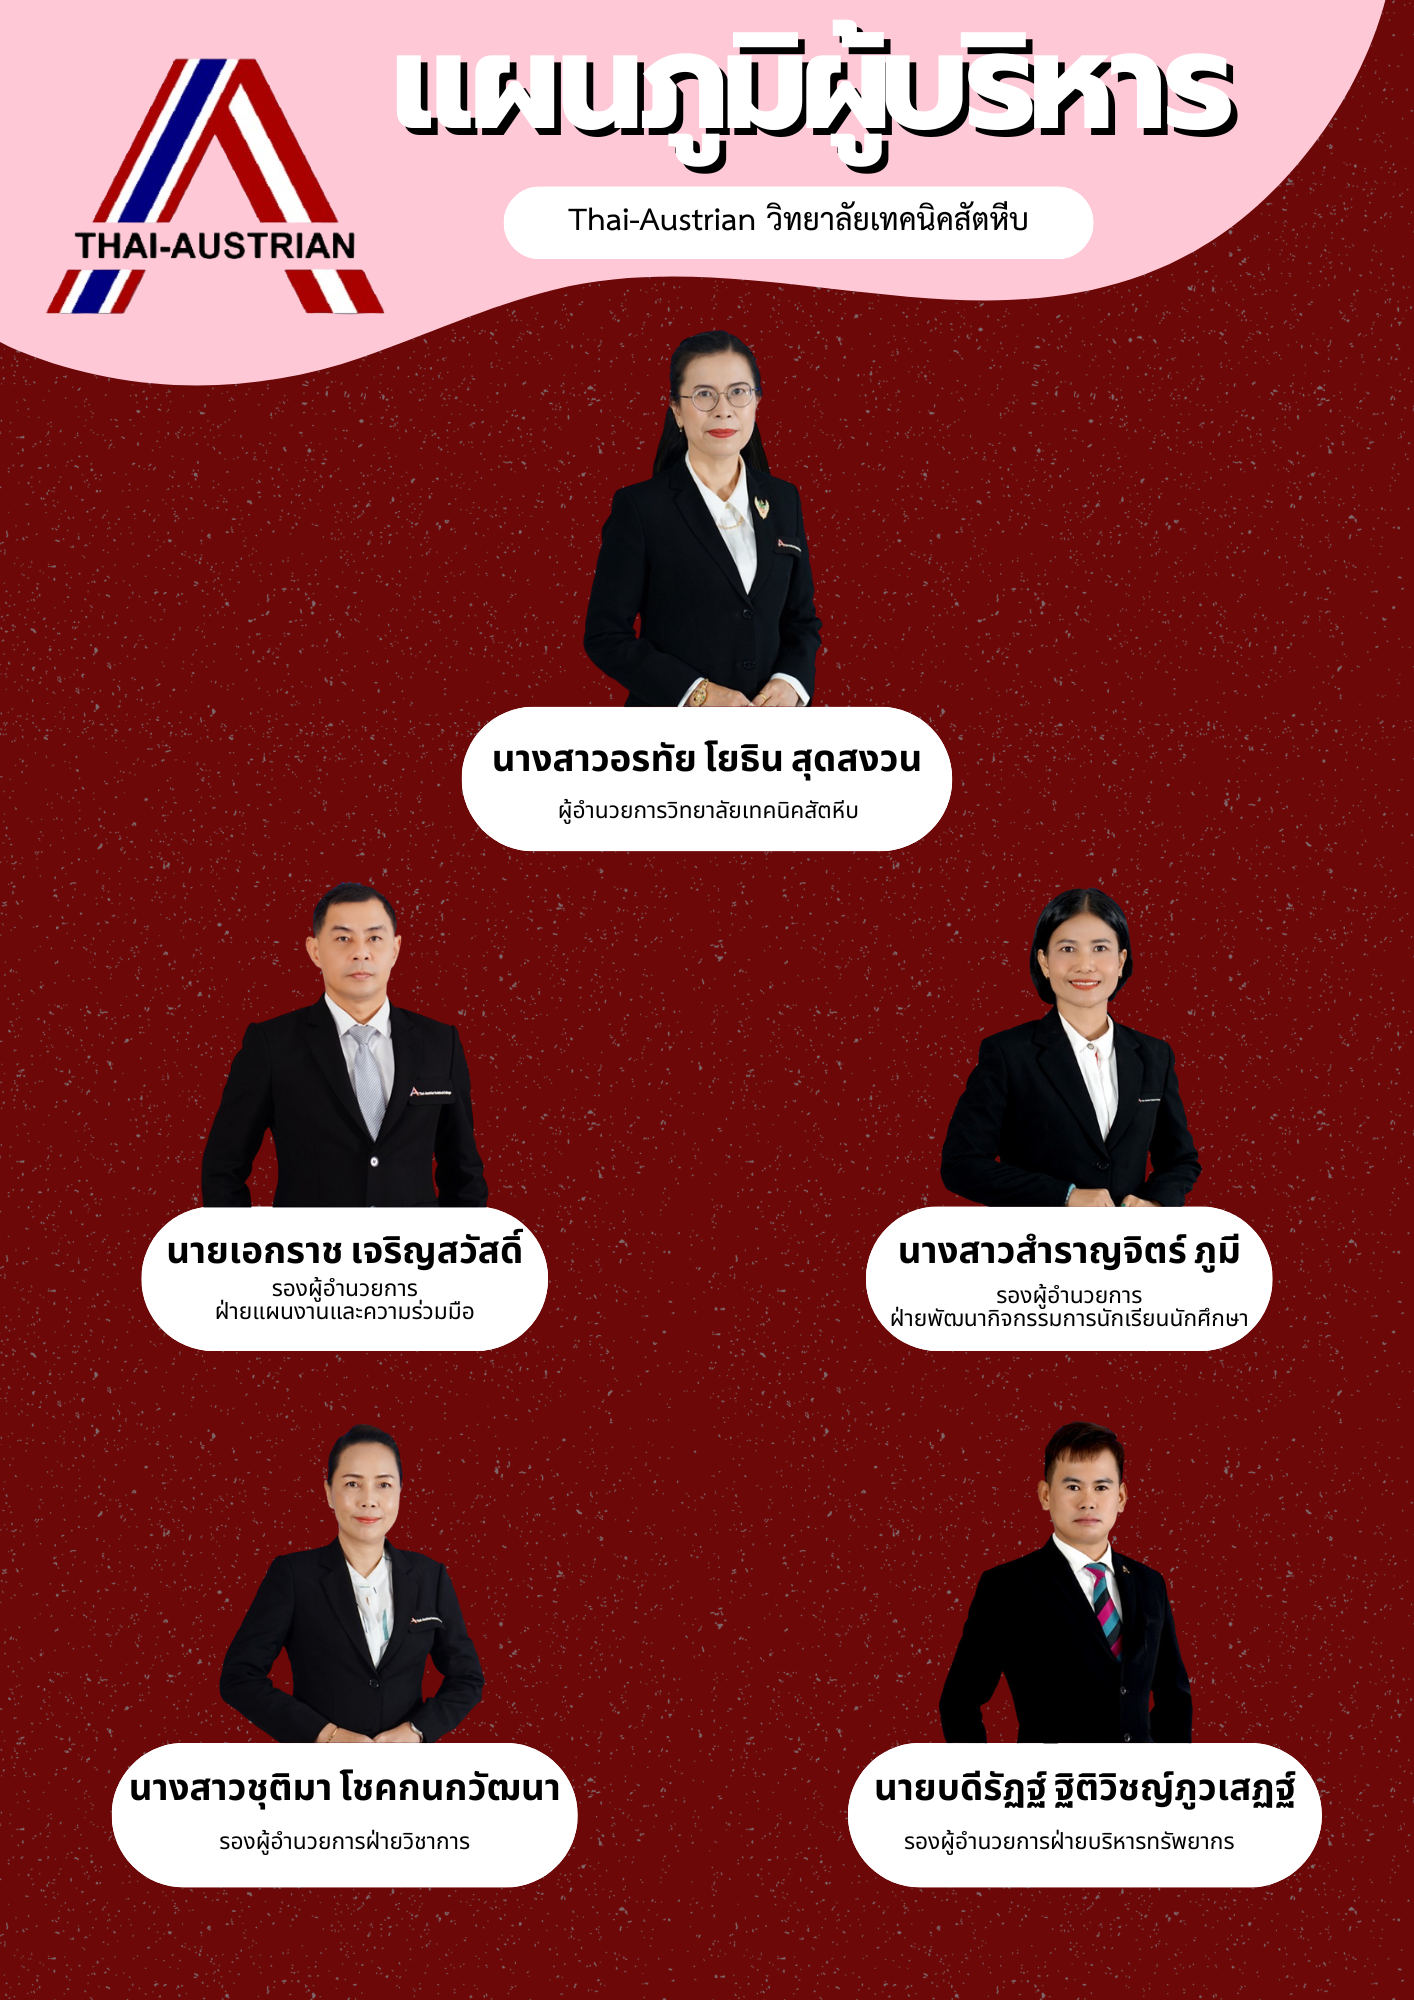 แผนภูมิผู้บริหาร
THAI-AUSTRIAN
Thai-Austrian วิทยาลัยเทคนิคสัตหีบ
นางสาวอรทัย โยธิน สุดสงวน
ผู้อำนวยการวิทยาลัยเทคนิคสัตหีบ
นายเอกราช เจริญสวัสดิ์
รองผู้อำนวยการ
ฝ่ายแผนงานและความร่วมมือ
นางสาวสำราญจิตร์ ภูมี
รองผู้อำนวยการ
ฝ่ายพัฒนากิจกรรมการนักเรียนนักศึกษา
นางสาวชุติมา โชคกนกวัฒนา
รองผู้อำนวยการฝ่ายวิชาการ
นายบดีรัฏฐ์ ฐิติวิชญ์ภูวเสฏฐ์
รองผู้อำนวยการฝ่ายบริหารทรัพยากร